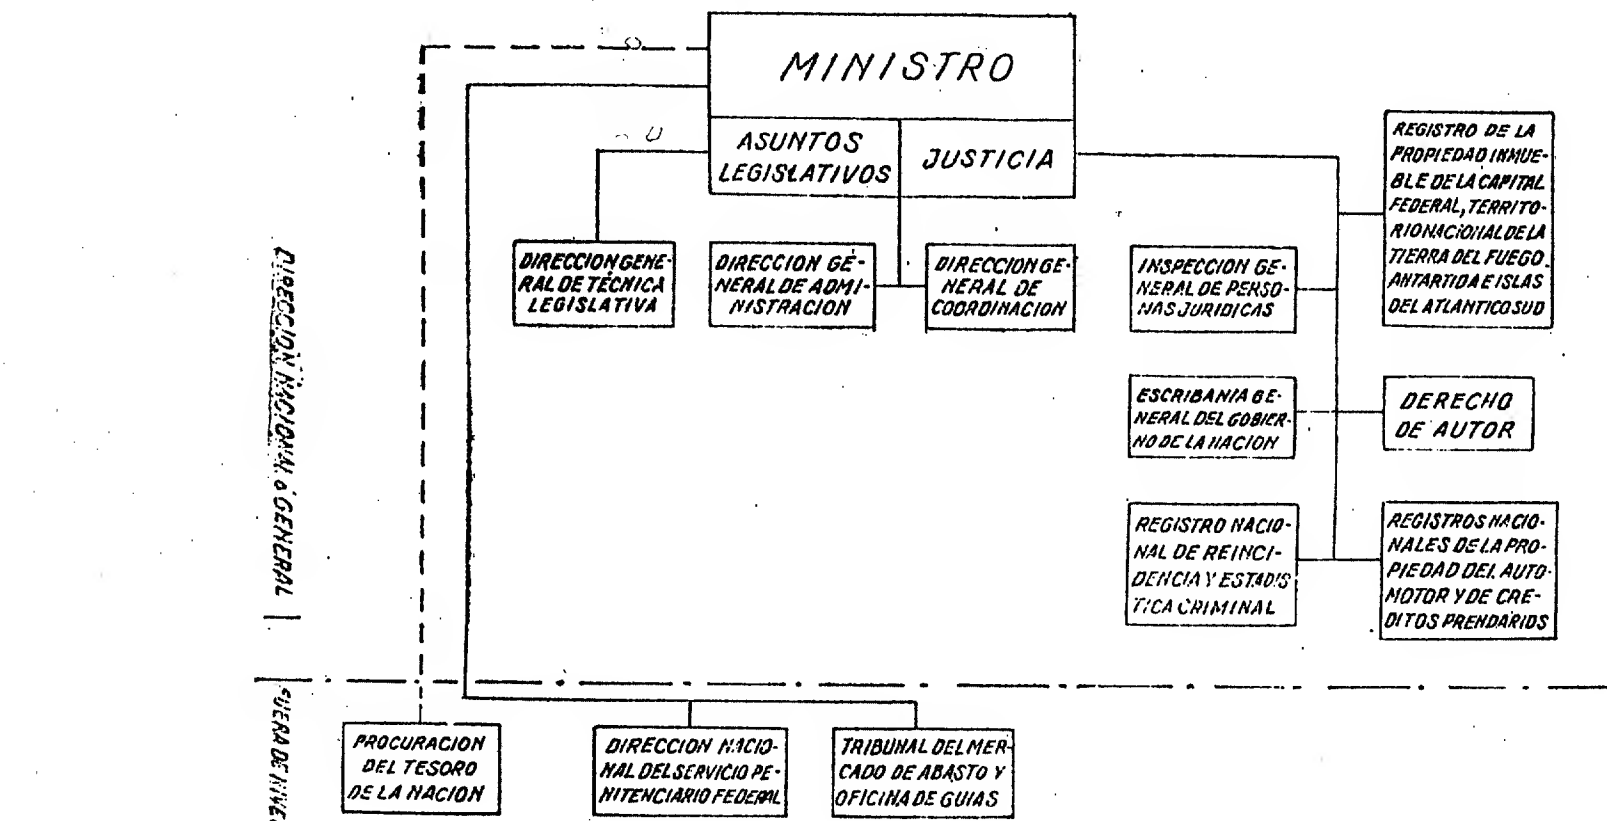 MINISTRO
ASUNTOS
LEGISLATIVOS
JUSTICIA
REGISTRO DE LA
PROPIEDAD INMUE-
BLE DE LA CAPITAL
FEDERAL, TERRITO-
RIO NACIONAL DE LA
TIERRA DEL FUEGO.
ANTARTIDA E ISLAS
DEL ATLANTICO SUD
DIRECCION GENE-
RAL DE TÉCNICA
LEGISLATIVA
DIRECCION GE-
NERAL DE ADMI-
NISTRACION
DIRECCION GE-
NERAL DE
COORDINACION
INSPECCION GE-
NERAL DE PERSO-
NAS JURIDICAS
ESCRIBANIA GE-
NERAL DEL GOBIER-
NO DE LA NACION
DERECHO
DE AUTOR
REGISTRO NACIO-
NAL DE REINCI-
DENCIA Y ESTADIS
TICA CRIMINAL
REGISTROS NACIO-
NALES DE LA PRO-
PIEDAD DEL AUTO-
MOTOR Y DE CRE-
DITOS PRENDARIOS
DIRECCION NACIONAL ó GENERAL
FUERA DE NIVE
PROCURACION
DEL TESORO
DE LA NACION
DIRECCION NACIO-
NAL DEL SERVICIO PE-
NITENCIARIO FEDERAL
TRIBUNAL DEL MER-
CADO DE ABASTO Y
OFICINA DE GUIAS